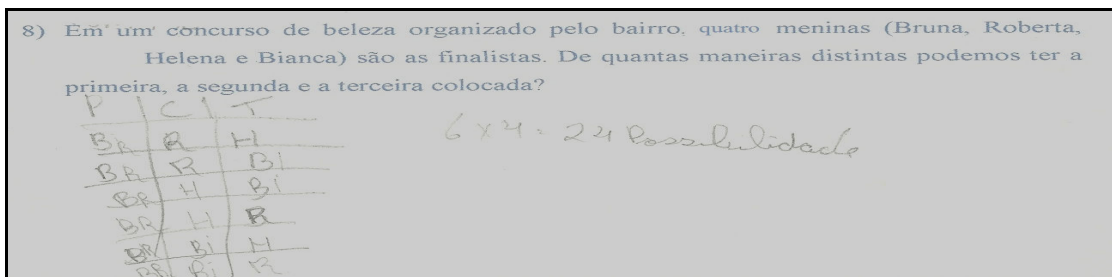 8) Em um concurso de beleza organizado pelo bairro, quatro meninas (Bruna, Roberta,
Helena e Bianca) são as finalistas. De quantas maneiras distintas podemos ter a
primeira, a segunda e a terceira colocada?
P | C | T
BR | R | H
BR | R | Bi
BR | H | Bi
BR | H | R
BR | Bi | H
BR | Bi | R
6 x 4 = 24 Possibilidade